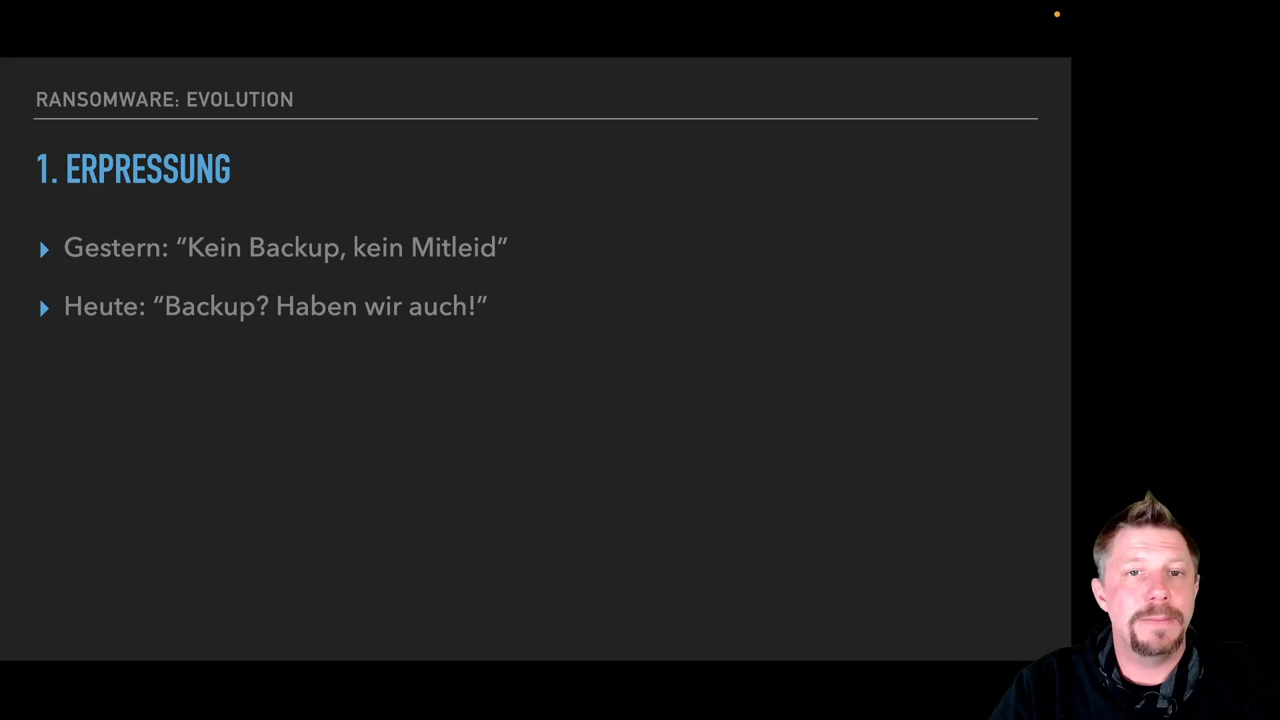 RANSOMWARE: EVOLUTION
1. ERPRESSUNG
Gestern: “Kein Backup, kein Mitleid”
Heute: “Backup? Haben wir auch!”